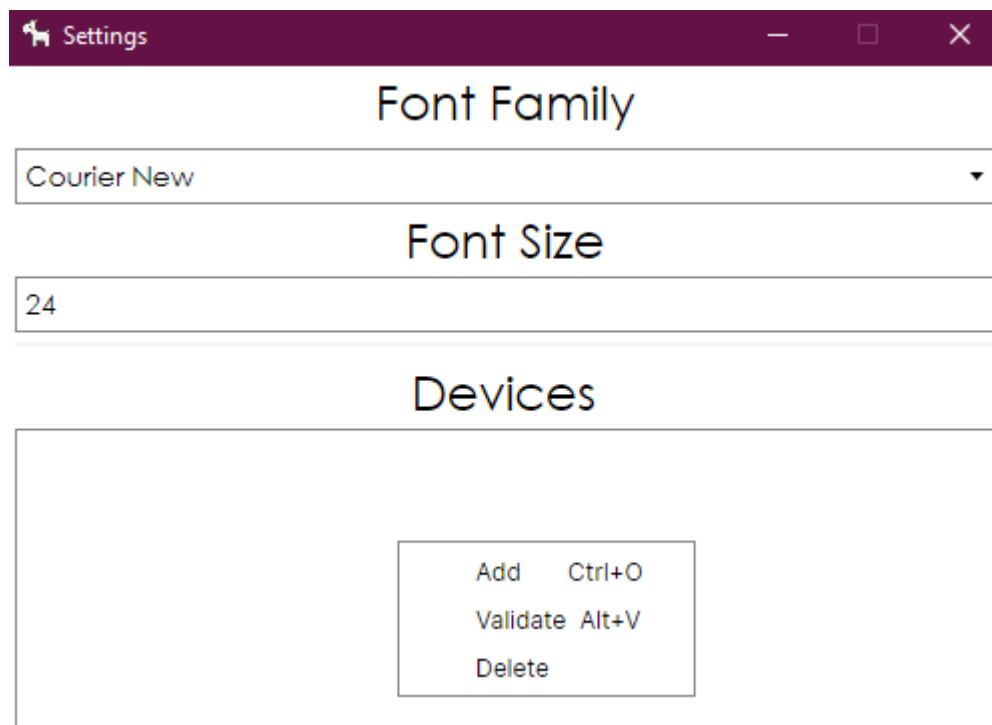 Settings
Font Family
Courier New
Font Size
24
Devices
Add Ctrl+O
Validate Alt+V
Delete